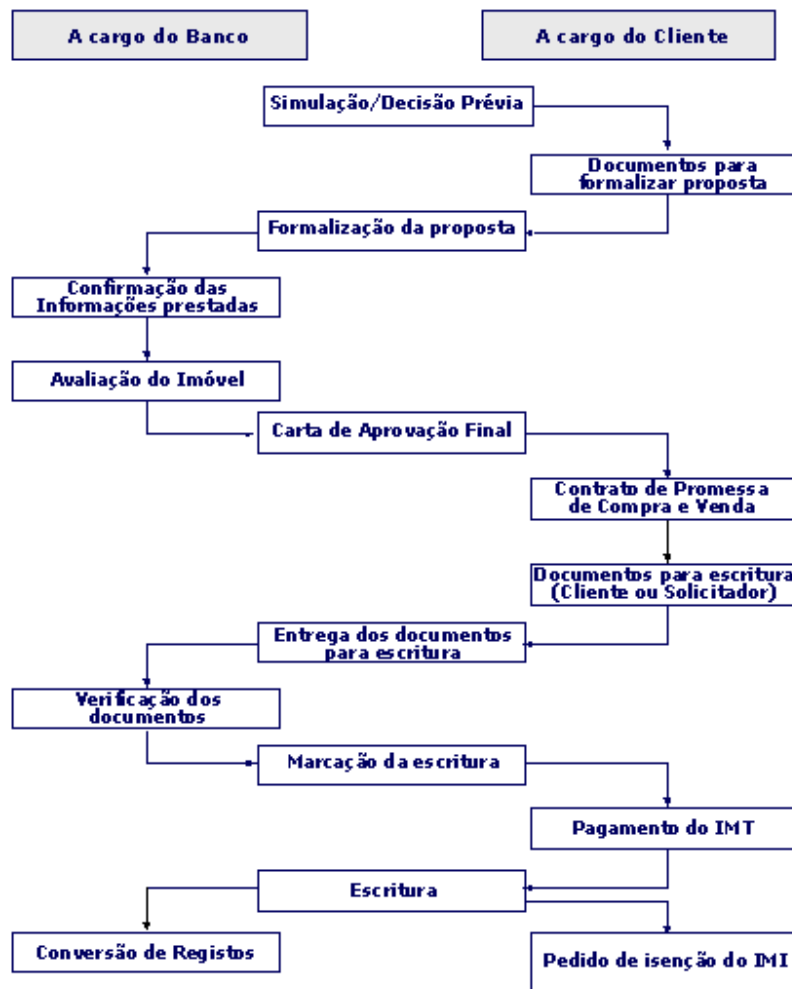 A cargo do Banco
A cargo do Cliente
Simulação/Decisão Prévia
Documentos para
formalizar proposta
Formalização da proposta
Confirmação das
Informações prestadas
Avaliação do Imóvel
Carta de Aprovação Final
Contrato de Promessa
de Compra e Venda
Documentos para escritura
(Cliente ou Solicitador)
Entrega dos documentos
para escritura
Verificação dos
documentos
Marcação da escritura
Pagamento do IMT
Escritura
Conversão de Registos
Pedido de isenção do IMI